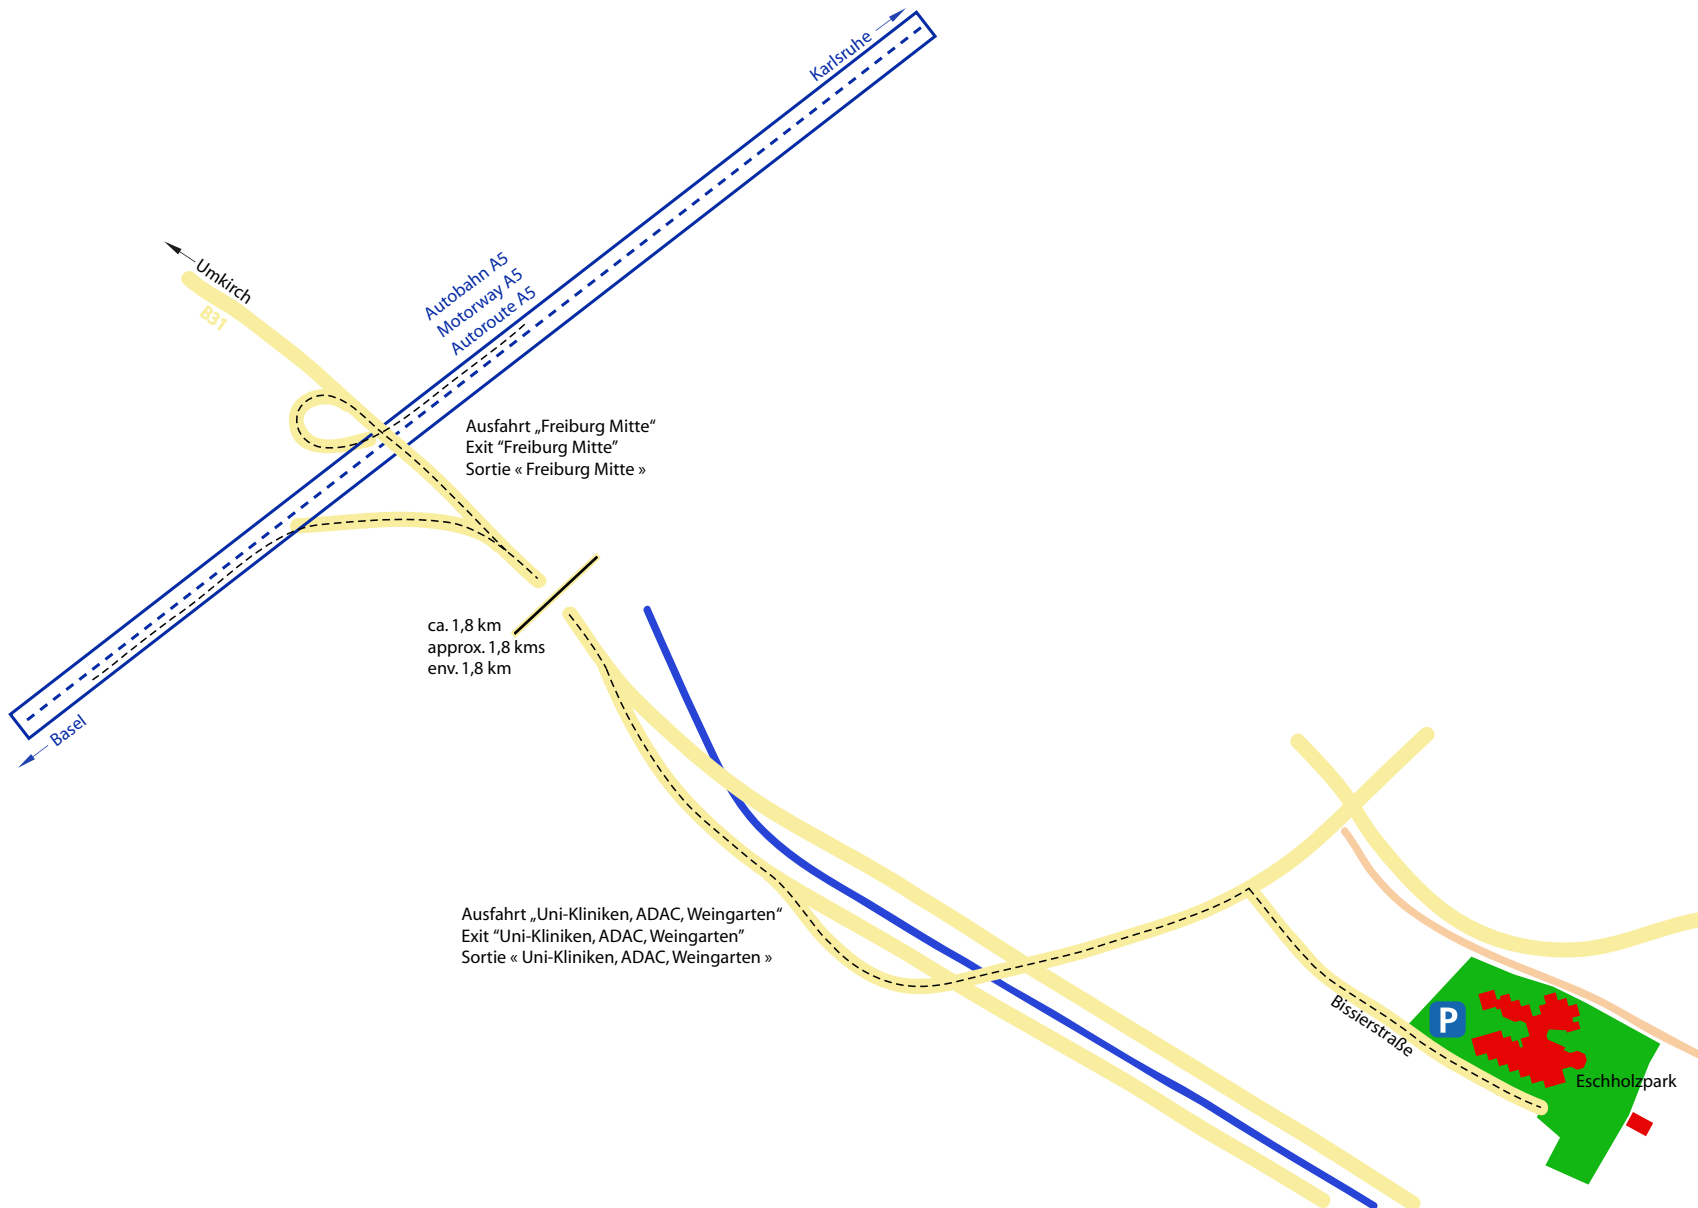 Karlsruhe
Umkirch
B31
Autobahn A5
Motorway A5
Autoroute A5
Ausfahrt „Freiburg Mitte“
Exit “Freiburg Mitte”
Sortie « Freiburg Mitte »
ca. 1,8 km
approx. 1,8 kms
env. 1,8 km
Basel
Ausfahrt „Uni-Kliniken, ADAC, Weingarten“
Exit “Uni-Kliniken, ADAC, Weingarten”
Sortie « Uni-Kliniken, ADAC, Weingarten »
P
Bissierstraße
Eschholzpark